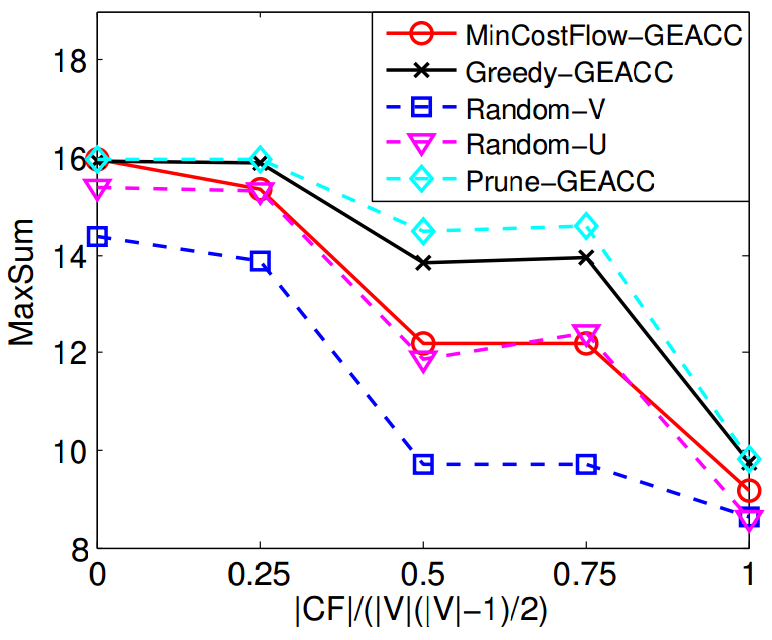 MinCostFlow−GEACC
Greedy−GEACC
Random−V
Random−U
Prune−GEACC
MaxSum
18
16
14
12
10
8
0 0.25 0.5 0.75 1
|CF|/(|V|(|V|−1)/2)